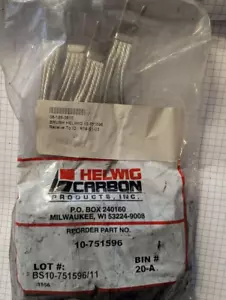 HELWIG
CARBON
PRODUCTS, INC.
P.O. BOX 240160
MILWAUKEE, WI 53224-9008
REORDER PART NO.
10-751596
LOT #:
BIN #
BS10-751596/11
20-A